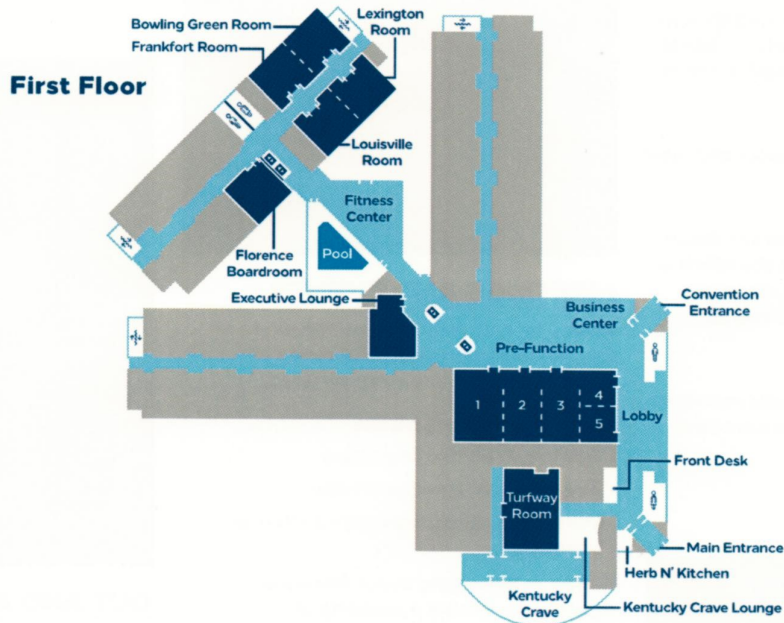 Bowling Green Room
Frankfort Room
Lexington
Room
First Floor
Louisville
Room
Fitness
Center
Florence
Boardroom
Pool
Executive Lounge
Business
Center
Convention
Entrance
Pre-Function
1
2
3
4
5
Lobby
Front Desk
Turfway
Room
Main Entrance
Herb N' Kitchen
Kentucky
Crave
Kentucky Crave Lounge